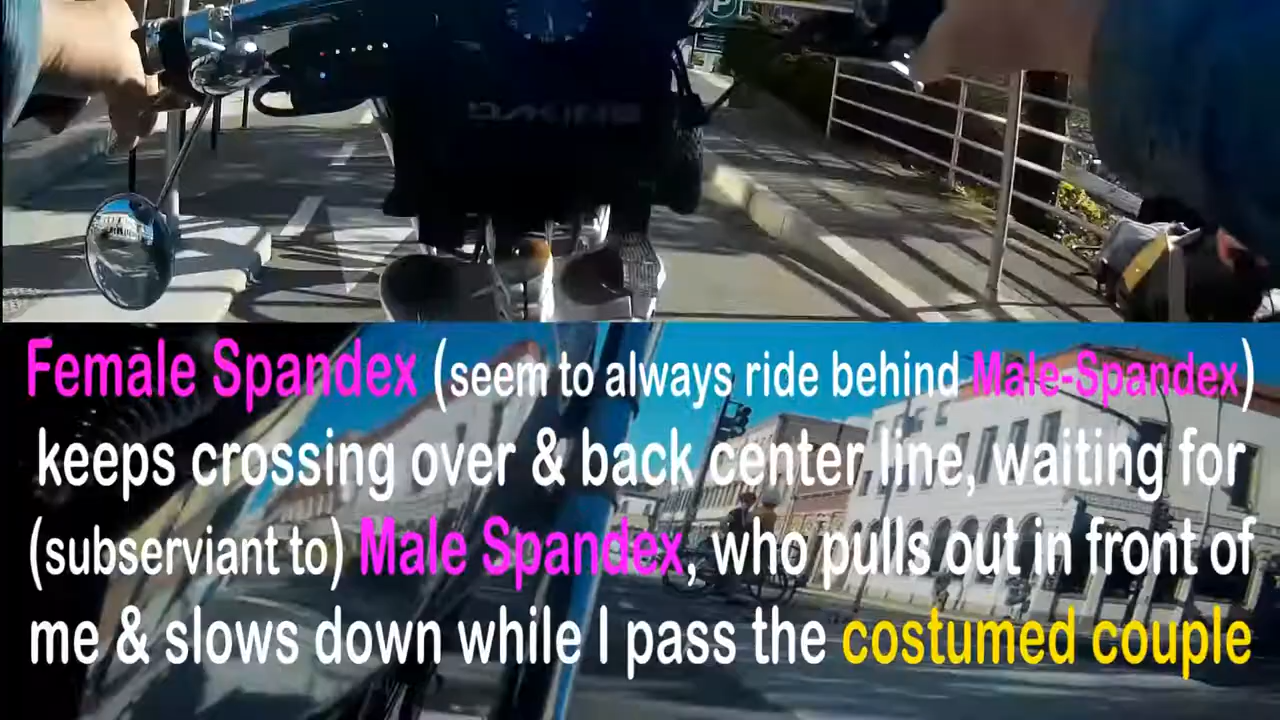 P
DAKINE
Female Spandex (seem to always ride behind Male-Spandex)
keeps crossing over & back center line, waiting for
(subserviant to) Male Spandex, who pulls out in front of
me & slows down while I pass the costumed couple